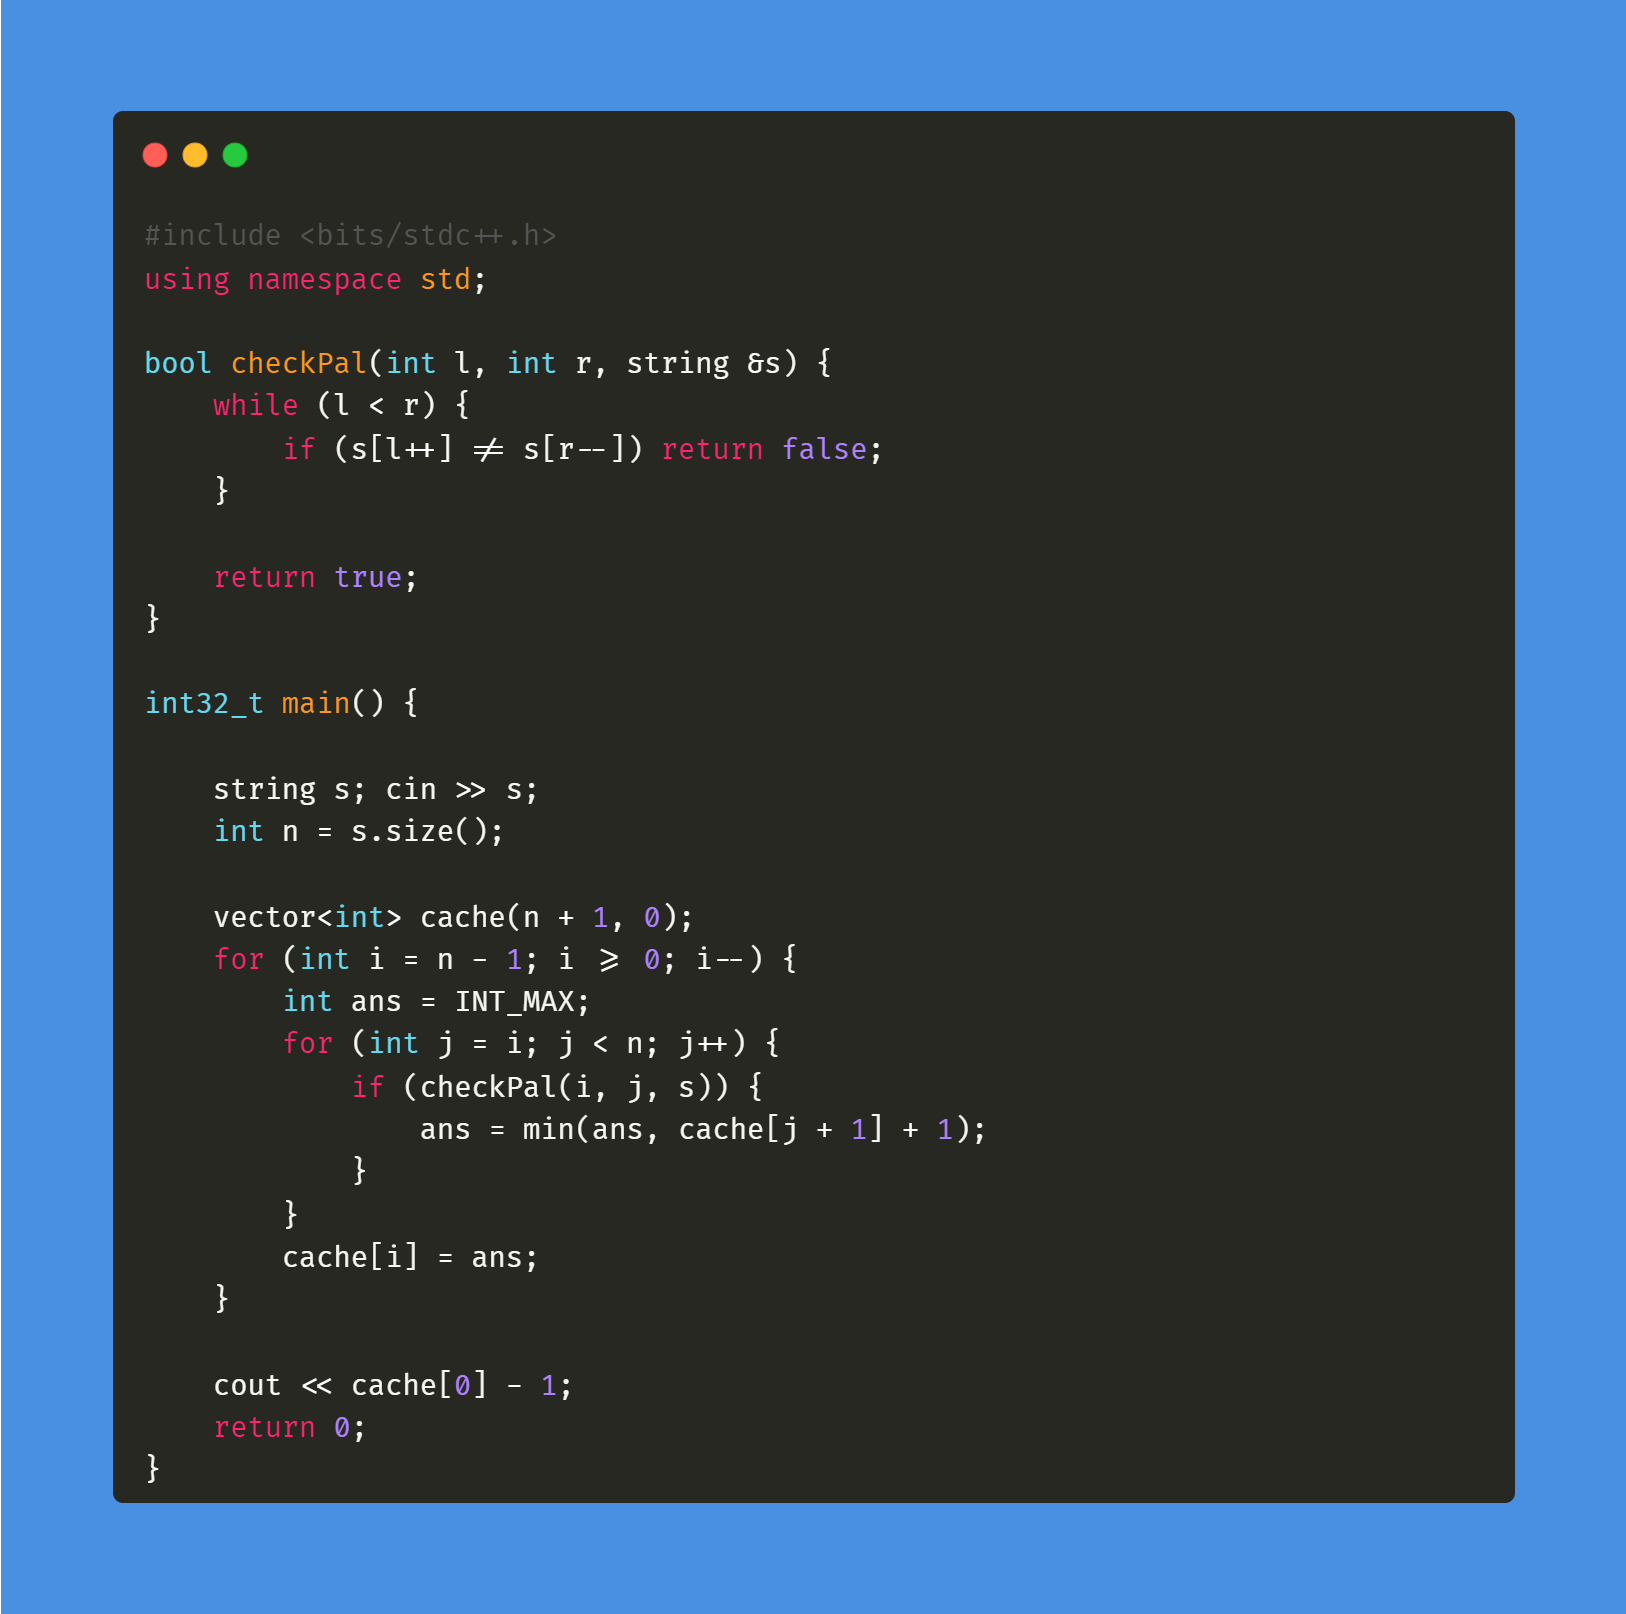 #include <bits/stdc++.h>
using namespace std;
bool checkPal(int l, int r, string &s) {
    while (l < r) {
        if (s[l++] != s[r--]) return false;
    }
    return true;
}
int32_t main() {
    string s; cin >> s;
    int n = s.size();
    vector<int> cache(n + 1, 0);
    for (int i = n - 1; i >= 0; i--) {
        int ans = INT_MAX;
        for (int j = i; j < n; j++) {
            if (checkPal(i, j, s)) {
                ans = min(ans, cache[j + 1] + 1);
            }
        }
        cache[i] = ans;
    }
    cout << cache[0] - 1;
    return 0;
}